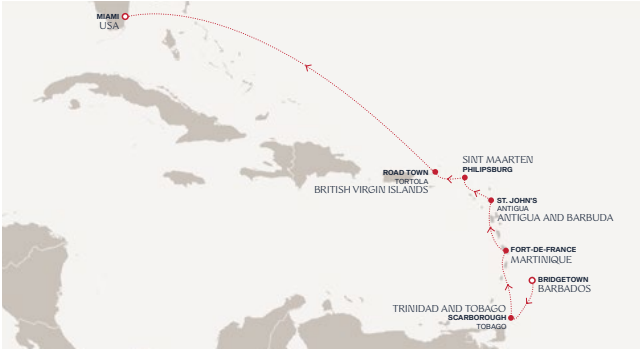 MIAMI
USA
SINT MAARTEN
PHILIPSBURG
ROAD TOWN
TORTOLA
BRITISH VIRGIN ISLANDS
ST. JOHN'S
ANTIGUA
ANTIGUA AND BARBUDA
FORT-DE-FRANCE
MARTINIQUE
BRIDGETOWN
BARBADOS
TRINIDAD AND TOBAGO
SCARBOROUGH
TOBAGO